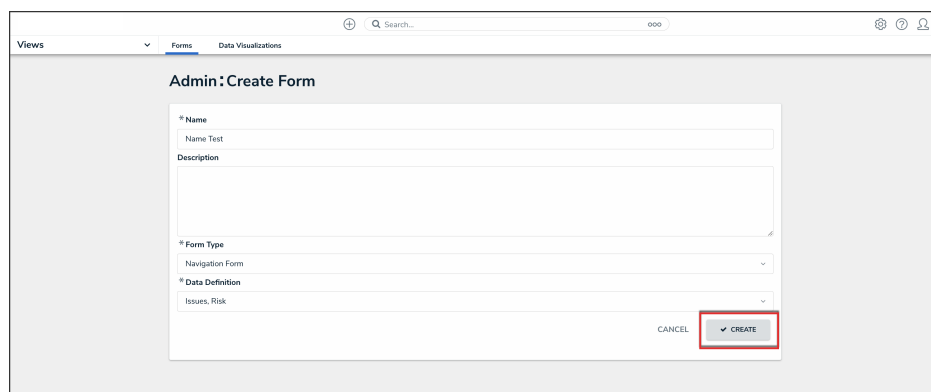 Search...
ooo
Views
Forms
Data Visualizations
Admin:Create Form
*Name
Name Test
Description
*Form Type
Navigation Form
*Data Definition
Issues, Risk
CANCEL
✔ CREATE